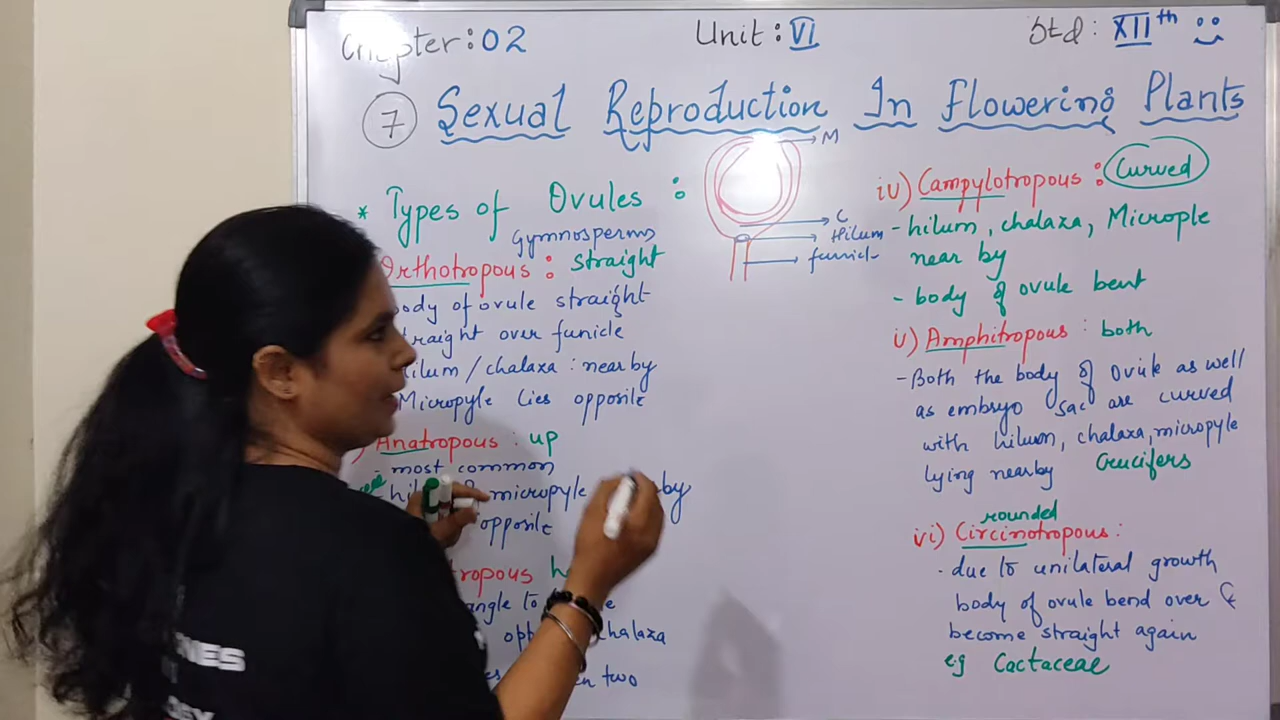 Chapter: 02
Unit: VI
Std: XIIth
7 Sexual Reproduction In Flowering Plants
* Types of Ovules :
Gymnosperms
Orthotropous : straight
body of ovule straight
straight over funicle
hilum / chalaza : near by
Micropyle lies opposite
Anatropous : up
- most common
micropyle
opposite
angle to
chalaza
two
M
C
Hilum
funicle
iv) Campylotropous : Curved
- hilum, chalaza, Microple
near by
- body of ovule bent
v) Amphitropous : both
- Both the body of ovule as well
as embryo sac are curved
with hilum, chalaza, micropyle
lying nearby Crucifers
rounded
vi) Circinotropous :
. due to unilateral growth
body of ovule bend over &
become straight again
e.g Cactaceae